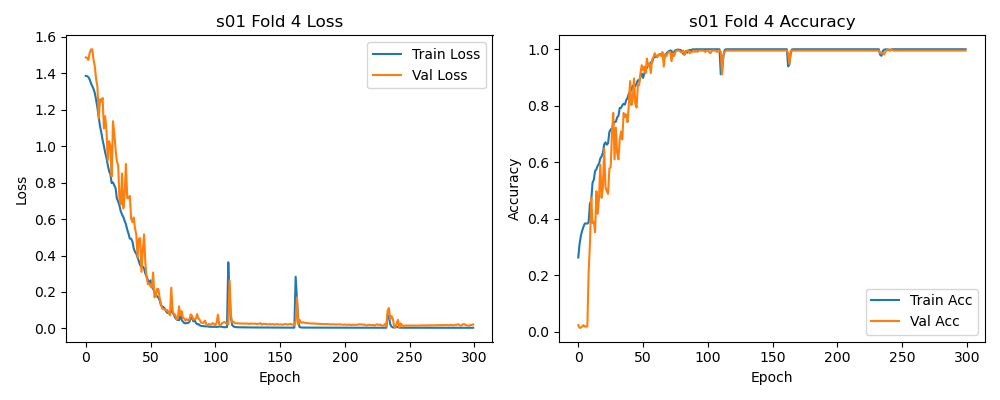 s01 Fold 4 Loss
1.6
1.4
1.2
1.0
0.8
0.6
0.4
0.2
0.0
Loss
Train Loss
Val Loss
0 50 100 150 200 250 300
Epoch
s01 Fold 4 Accuracy
1.0
0.8
0.6
0.4
0.2
0.0
Accuracy
Train Acc
Val Acc
0 50 100 150 200 250 300
Epoch